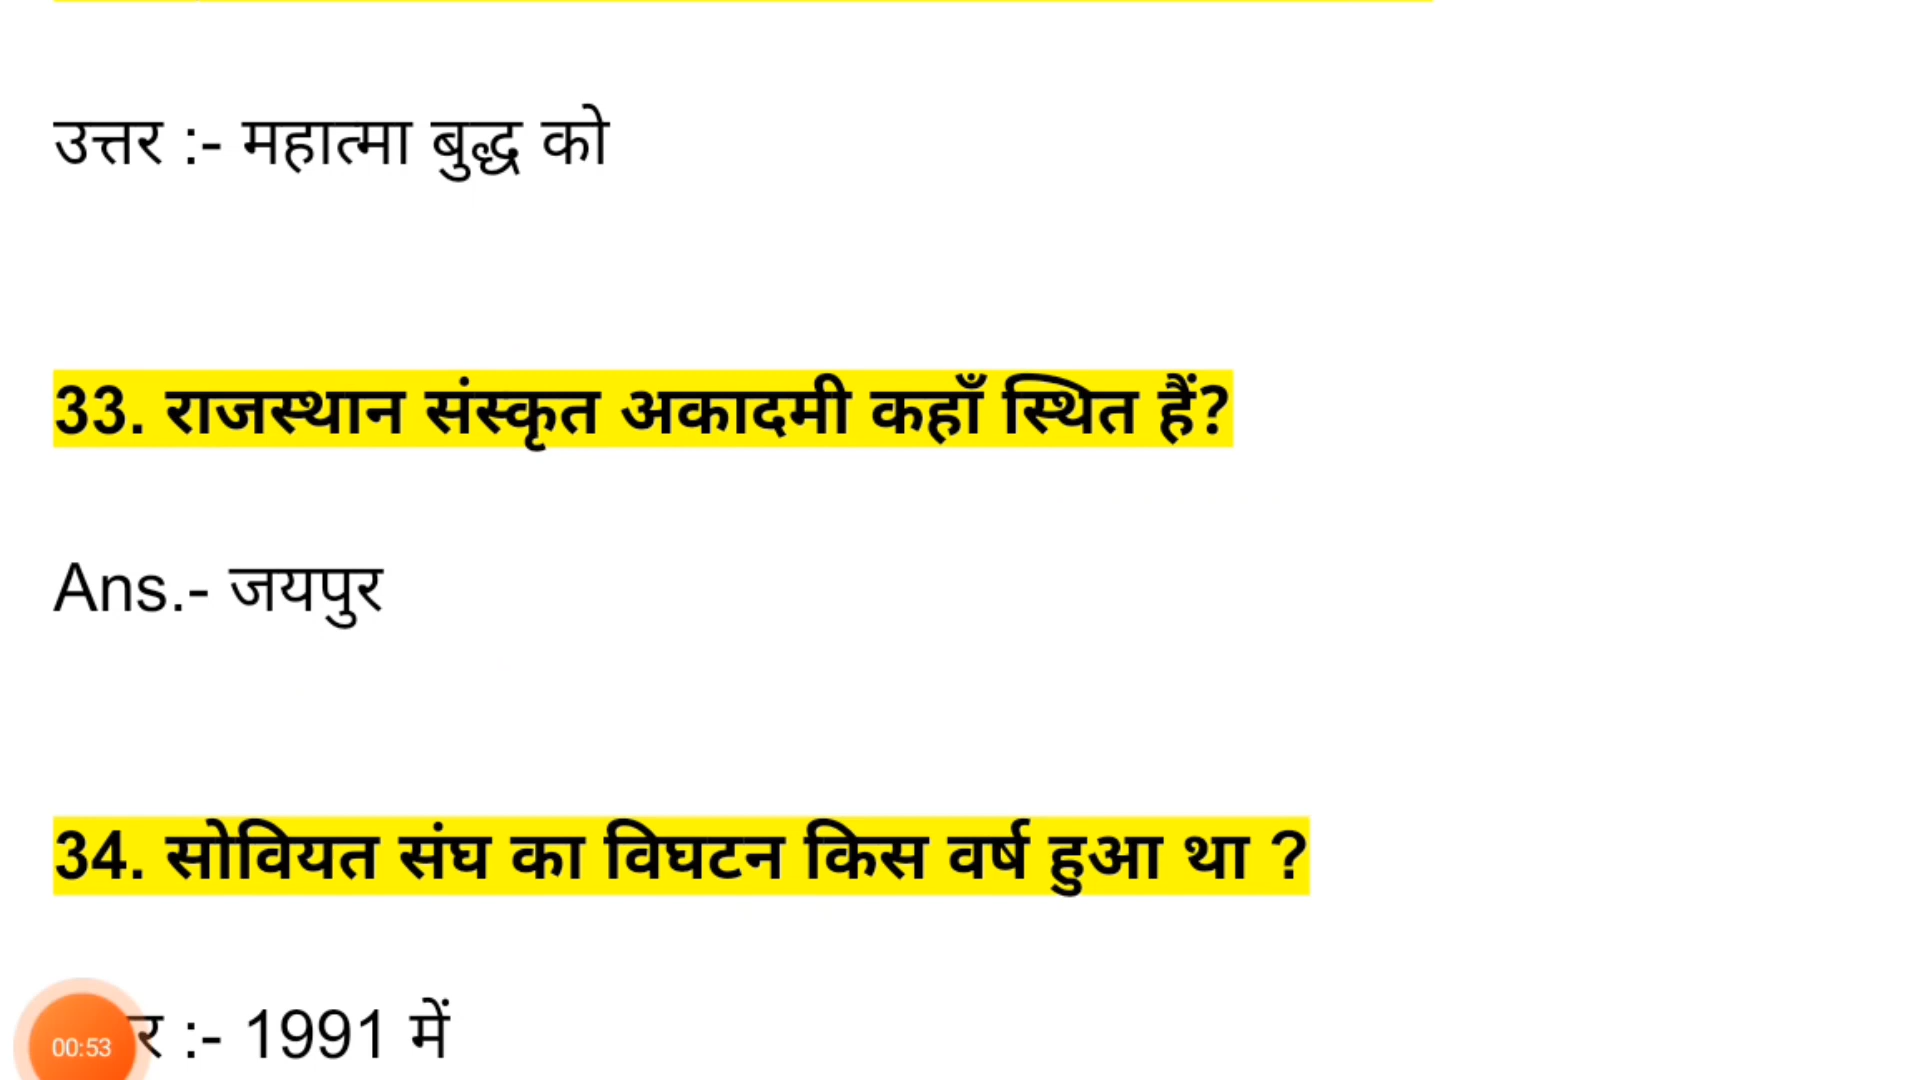 उत्तर :- महात्मा बुद्ध को
33. राजस्थान संस्कृत अकादमी कहाँ स्थित हैं?
Ans.- जयपुर
34. सोवियत संघ का विघटन किस वर्ष हुआ था ?
र :- 1991 में
00:53